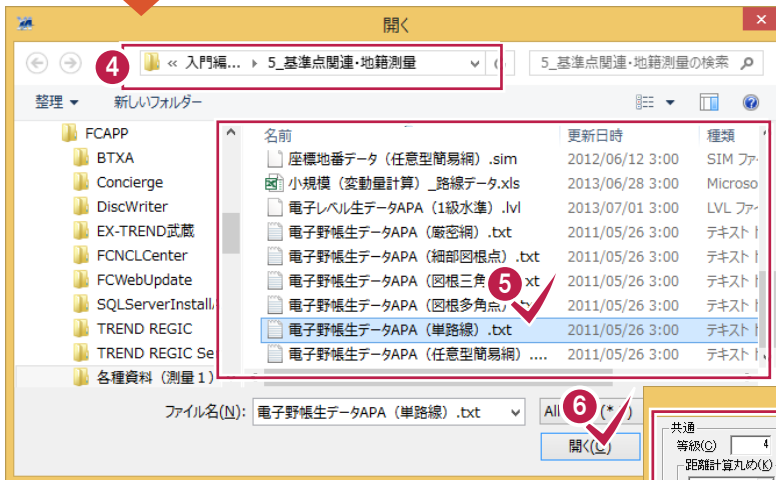 開く
×
4
« 入門編... ▸ 5_基準点関連・地籍測量
5_基準点関連・地籍測量の検索
整理 ▼ 新しいフォルダー
FCAPP
BTXA
Concierge
DiscWriter
EX-TREND武蔵
FCNCLCenter
FCWebUpdate
SQLServerInstall
TREND REGIC
TREND REGIC Se
各種資料（測量１）
名前 更新日時 種類
座標地番データ（任意型簡易網）.sim 2012/06/12 3:00 SIM ファ
小規模（変動量計算）_路線データ.xls 2013/06/28 3:00 Microso
電子レベル生データAPA（1級水準）.lvl 2013/07/01 3:00 LVL ファ
電子野帳生データAPA（厳密網）.txt 2011/05/26 3:00 テキスト
電子野帳生データAPA（細部図根点）.txt 2011/05/26 3:00 テキスト
電子野帳生データAPA（図根三角 5 xt 2011/05/26 3:00 テキスト
電子野帳生データAPA（図根多角点） 2011/05/26 3:00 テキスト
電子野帳生データAPA（単路線）.txt 2011/05/26 3:00 テキスト
電子野帳生データAPA（任意型簡易網）.... 2011/05/26 3:00 テキスト
ファイル名(N): 電子野帳生データAPA（単路線）.txt
All 6 (*
開く(
共通
等級(C) 4
距離計算丸め(K)